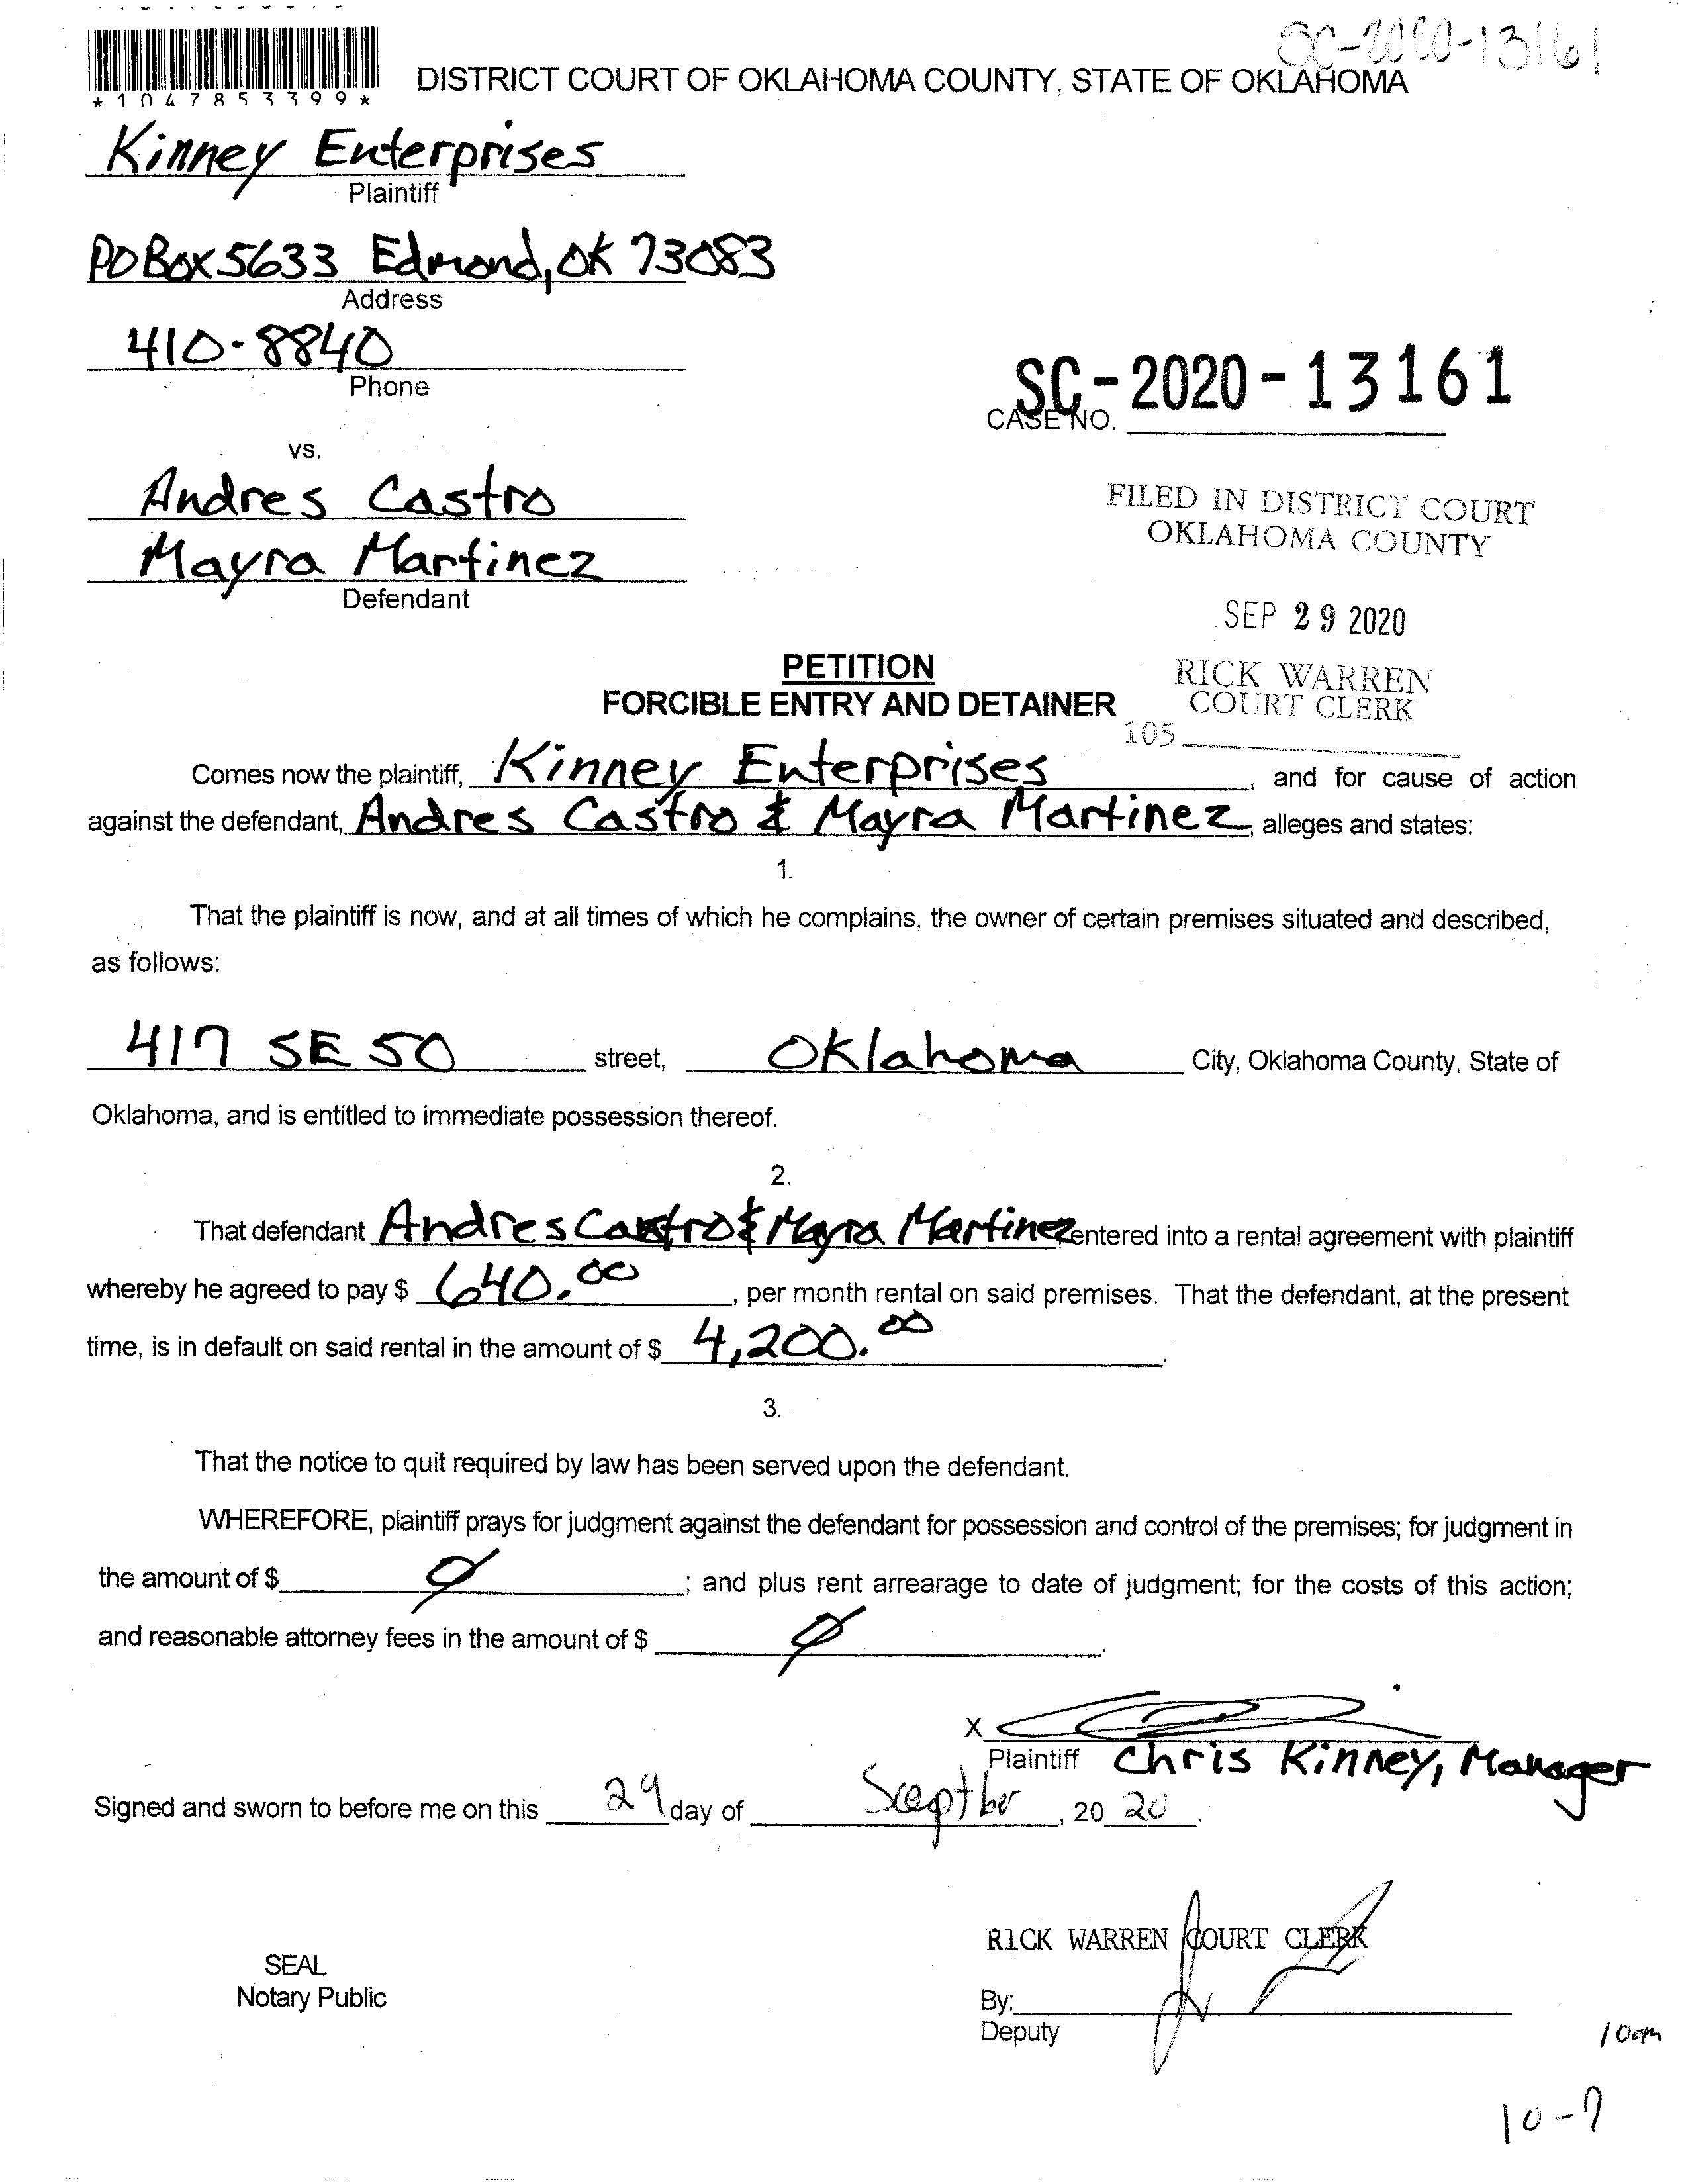 SC-2020-13161
*1047853399*
DISTRICT COURT OF OKLAHOMA COUNTY, STATE OF OKLAHOMA
Kinney Enterprises
Plaintiff
PO Box 5633 Edmond, OK 73083
Address
410-8840
Phone
SC-2020-13161
CASE NO.
vs.
Andres Castro
Mayra Martinez
Defendant
FILED IN DISTRICT COURT
OKLAHOMA COUNTY
SEP 29 2020
RICK WARREN
COURT CLERK
105
PETITION
FORCIBLE ENTRY AND DETAINER
Comes now the plaintiff, Kinney Enterprises, and for cause of action
against the defendant, Andres Castro & Mayra Martinez, alleges and states:
1.
That the plaintiff is now, and at all times of which he complains, the owner of certain premises situated and described,
as follows:
417 SE 50 street, Oklahoma City, Oklahoma County, State of
Oklahoma, and is entitled to immediate possession thereof.
2.
That defendant Andres Castro & Mayra Martinez entered into a rental agreement with plaintiff
whereby he agreed to pay $ 640.00, per month rental on said premises. That the defendant, at the present
time, is in default on said rental in the amount of $ 4,200.00.
3.
That the notice to quit required by law has been served upon the defendant.
WHEREFORE, plaintiff prays for judgment against the defendant for possession and control of the premises; for judgment in
the amount of $ ∅; and plus rent arrearage to date of judgment; for the costs of this action;
and reasonable attorney fees in the amount of $ ∅.
X
Plaintiff Chris Kinney, Manager
Signed and sworn to before me on this 29 day of Sceptber, 20 20.
RICK WARREN COURT CLERK
SEAL
Notary Public
By:
Deputy
10am
10-7